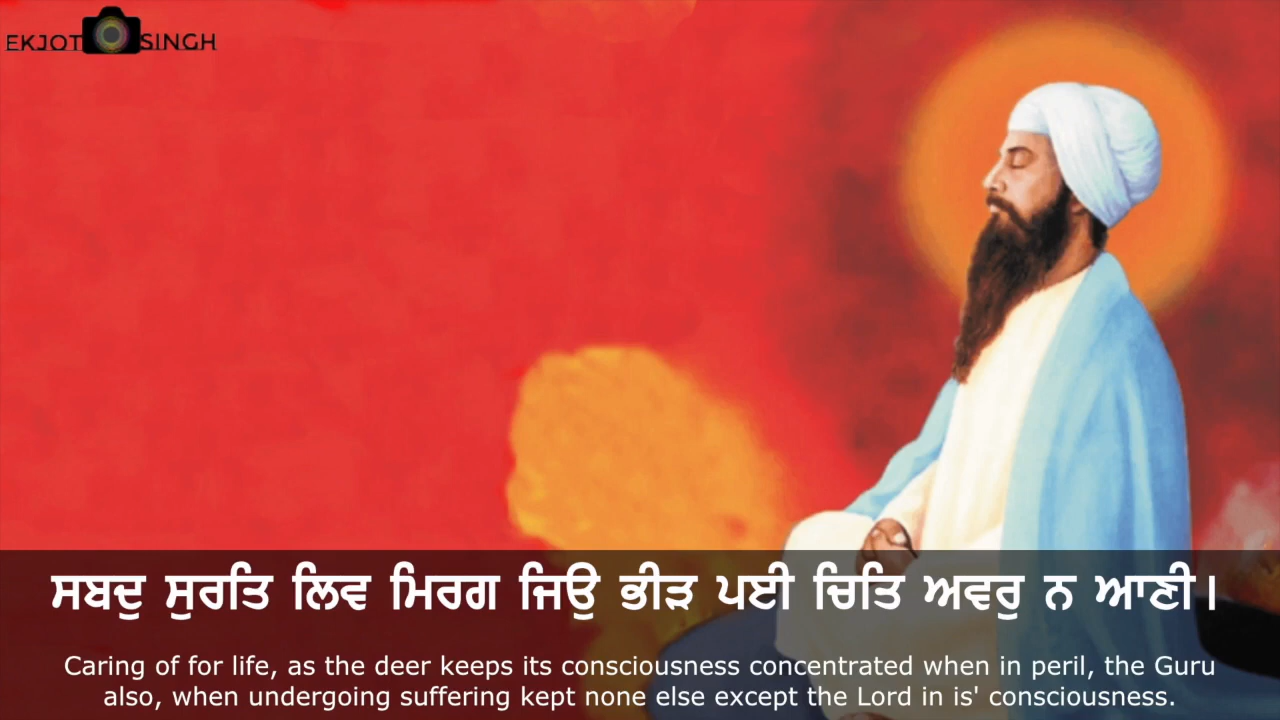 EKJOT SINGH
ਸਬਦੁ ਸੁਰਤਿ ਲਿਵ ਮਿਰਗ ਜਿਉ ਭੀੜ ਪਈ ਚਿਤਿ ਅਵਰੁ ਨ ਆਣੀ।
Caring of for life, as the deer keeps its consciousness concentrated when in peril, the Guru
also, when undergoing suffering kept none else except the Lord in is' consciousness.